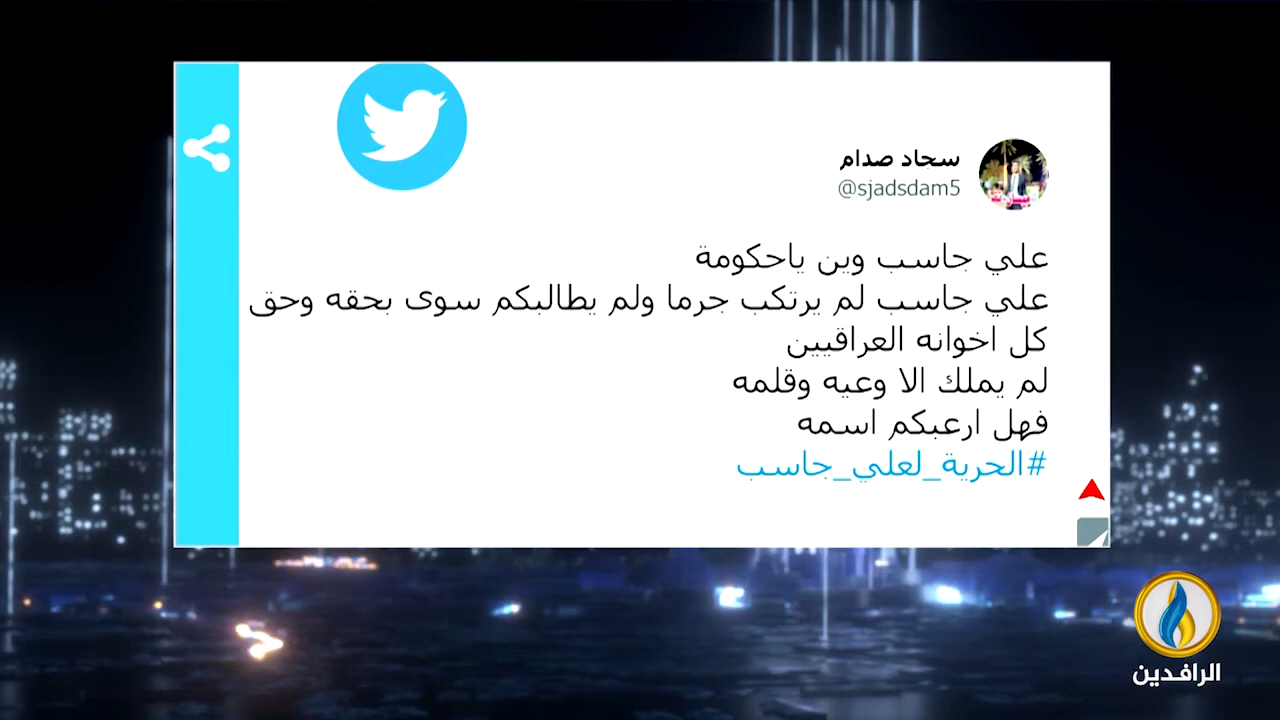 سجاد صدام
@sjadsdam5
علي جاسب وين ياحكومة
علي جاسب لم يرتكب جرما ولم يطالبكم سوى بحقه وحق
كل اخوانه العراقيين
لم يملك الا وعيه وقلمه
فهل ارعبكم اسمه
#الحرية_لعلي_جاسب
الرافدين